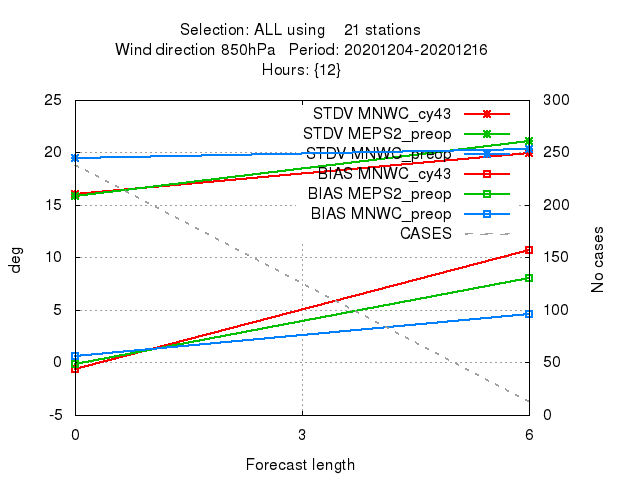 Selection: ALL using 21 stations
Wind direction 850hPa Period: 20201204-20201216
Hours: {12}
25 300
STDV MNWC_cy43
STDV MEPS2_preop
20 STDV MNWC_preop 250
BIAS MNWC_cy43
BIAS MEPS2_preop
15 BIAS MNWC_preop 200
CASES
10 150
deg
No cases
5 100
0 50
-5 0
0 3 6
Forecast length